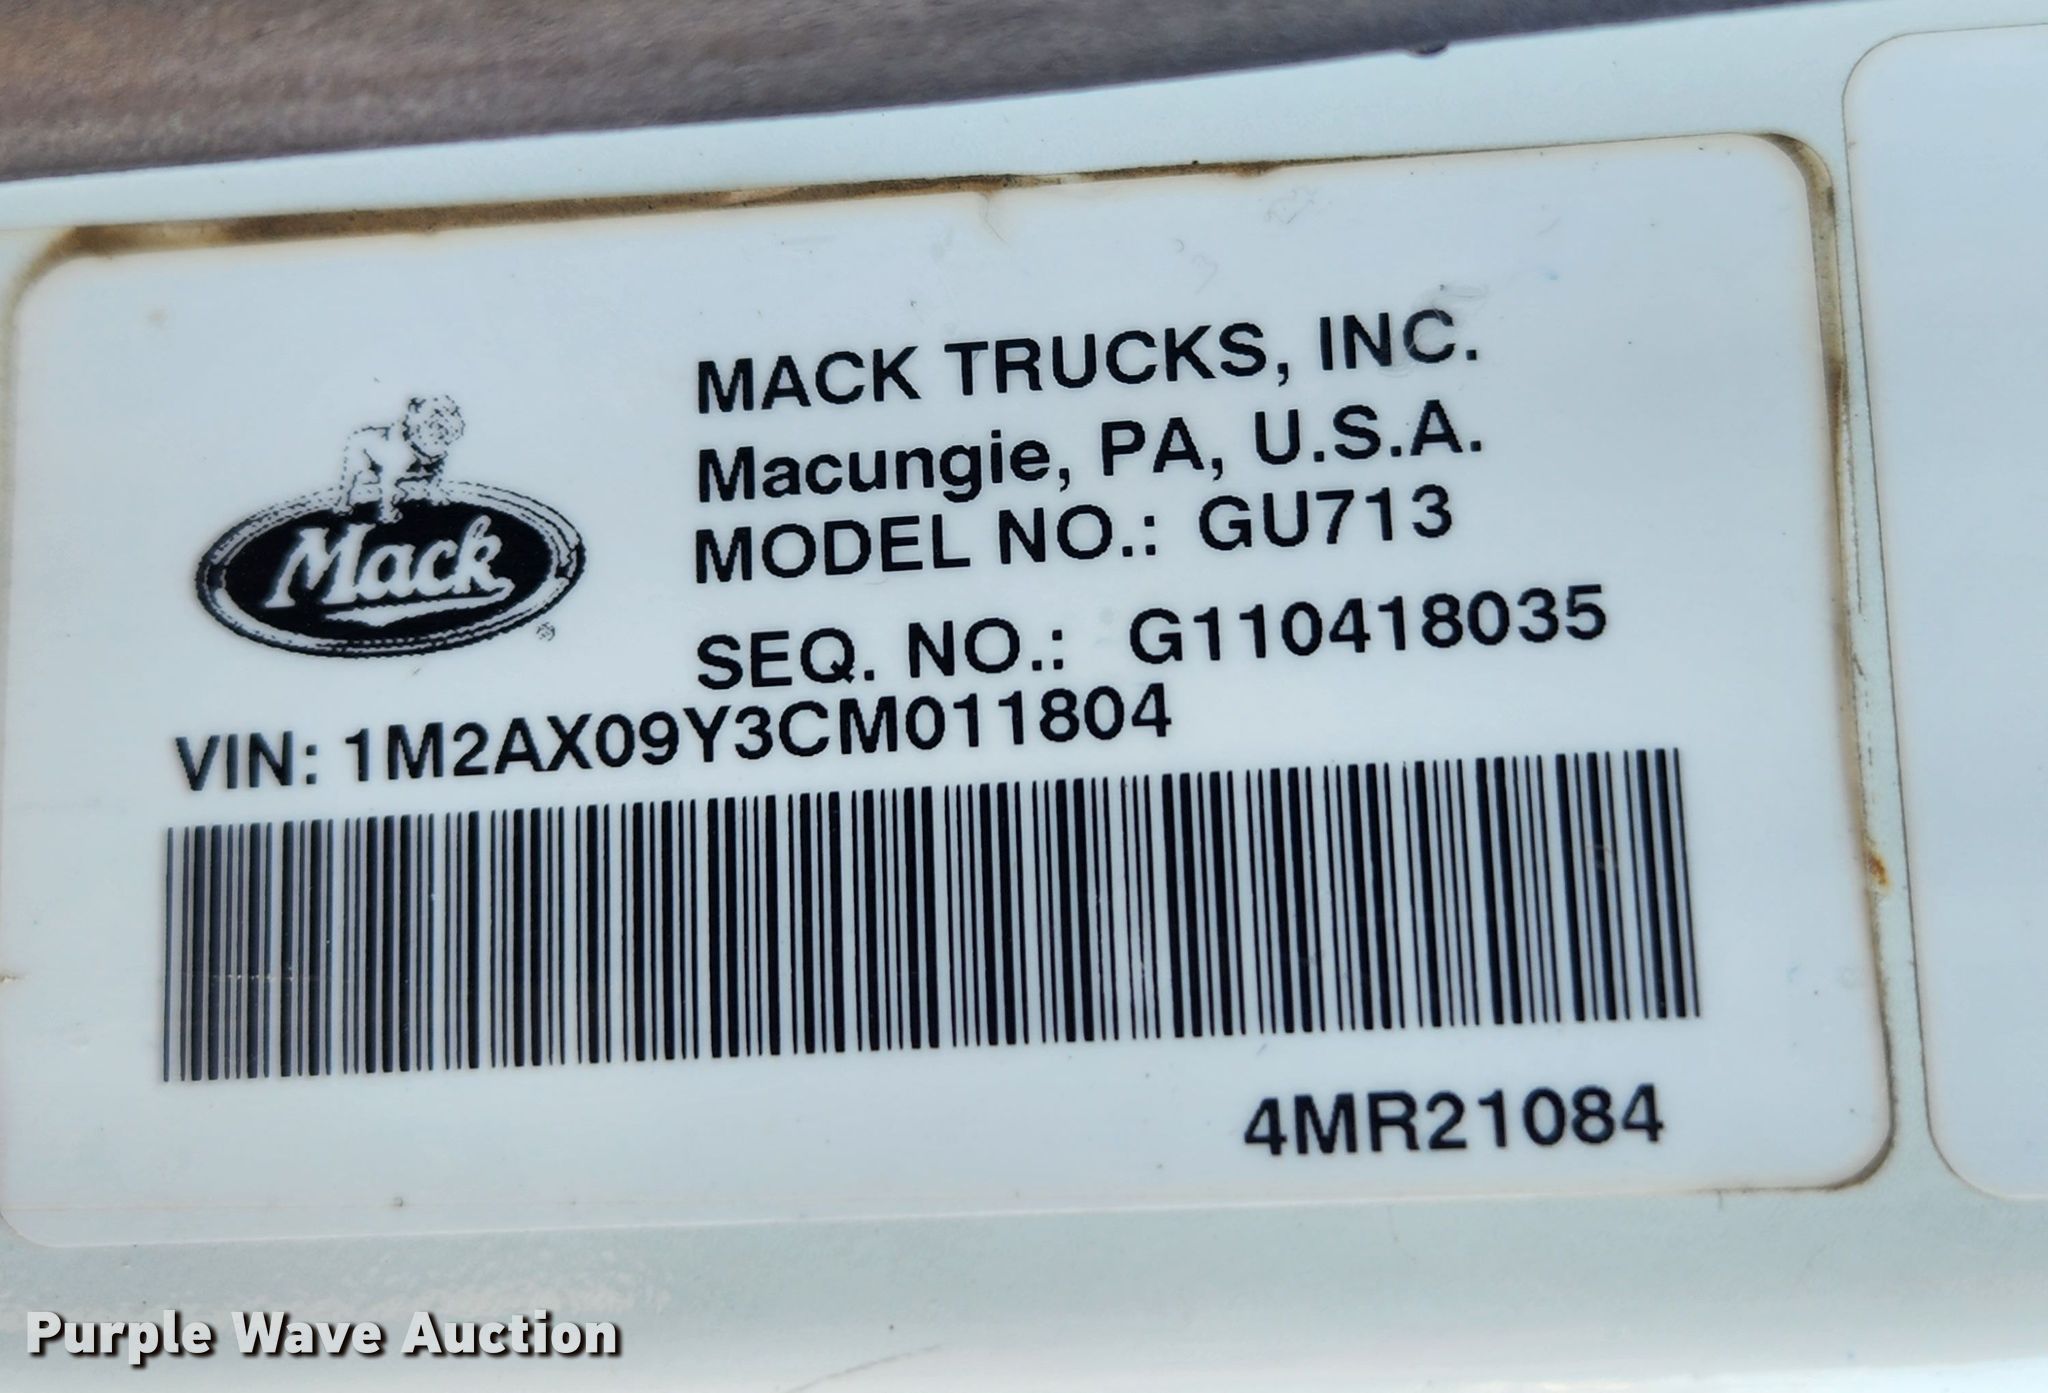 MACK TRUCKS, INC.
Macungie, PA, U.S.A.
MODEL NO.: GU713
SEQ. NO.: G110418035
Mack
®
VIN: 1M2AX09Y3CM011804
4MR21084
Purple Wave Auction